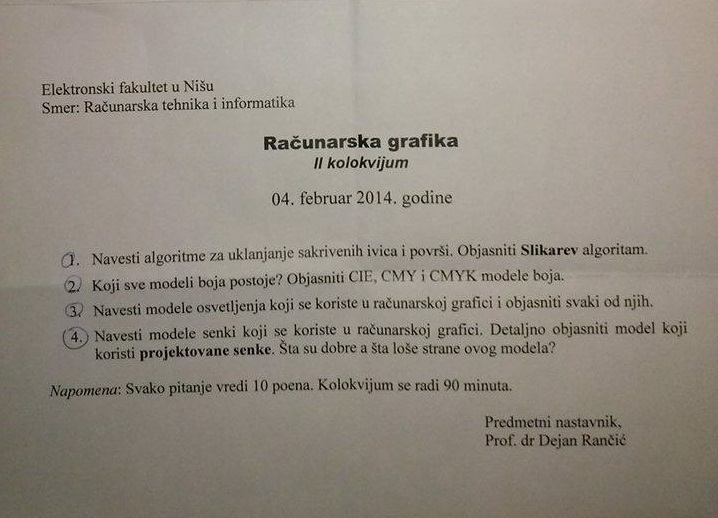 Elektronski fakultet u Nišu
Smer: Računarska tehnika i informatika
Računarska grafika
II kolokvijum
04. februar 2014. godine
1. Navesti algoritme za uklanjanje sakrivenih ivica i površi. Objasniti Slikarev algoritam.
2. Koji sve modeli boja postoje? Objasniti CIE, CMY i CMYK modele boja.
3. Navesti modele osvetljenja koji se koriste u računarskoj grafici i objasniti svaki od njih.
4. Navesti modele senki koji se koriste u računarskoj grafici. Detaljno objasniti model koji
koristi projektovane senke. Šta su dobre a šta loše strane ovog modela?
Napomena: Svako pitanje vredi 10 poena. Kolokvijum se radi 90 minuta.
Predmetni nastavnik,
Prof. dr Dejan Rančić